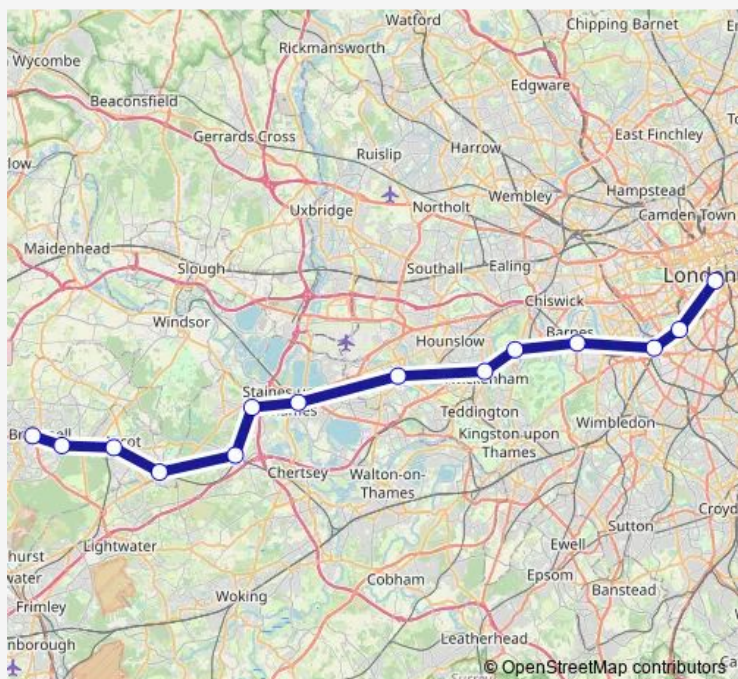 Watford
Chipping Barnet
Rickmansworth
Wycombe
Edgware
Beaconsfield
Gerrards Cross
East Finchley
Harrow
Ruislip
Wembley
Hampstead
Uxbridge
Northolt
Camden Town
Maidenhead
Slough
Southall
Ealing
London
Chiswick
Windsor
Hounslow
Barnes
Staines
Teddington
Wimbledon
Kingston upon
Thames
Chertsey
Walton-on-
Thames
Croyd
Sutton
Lightwater
Ewell
Cobham
Epsom
Banstead
Woking
Frimley
Leatherhead
© OpenStreetMap contributors